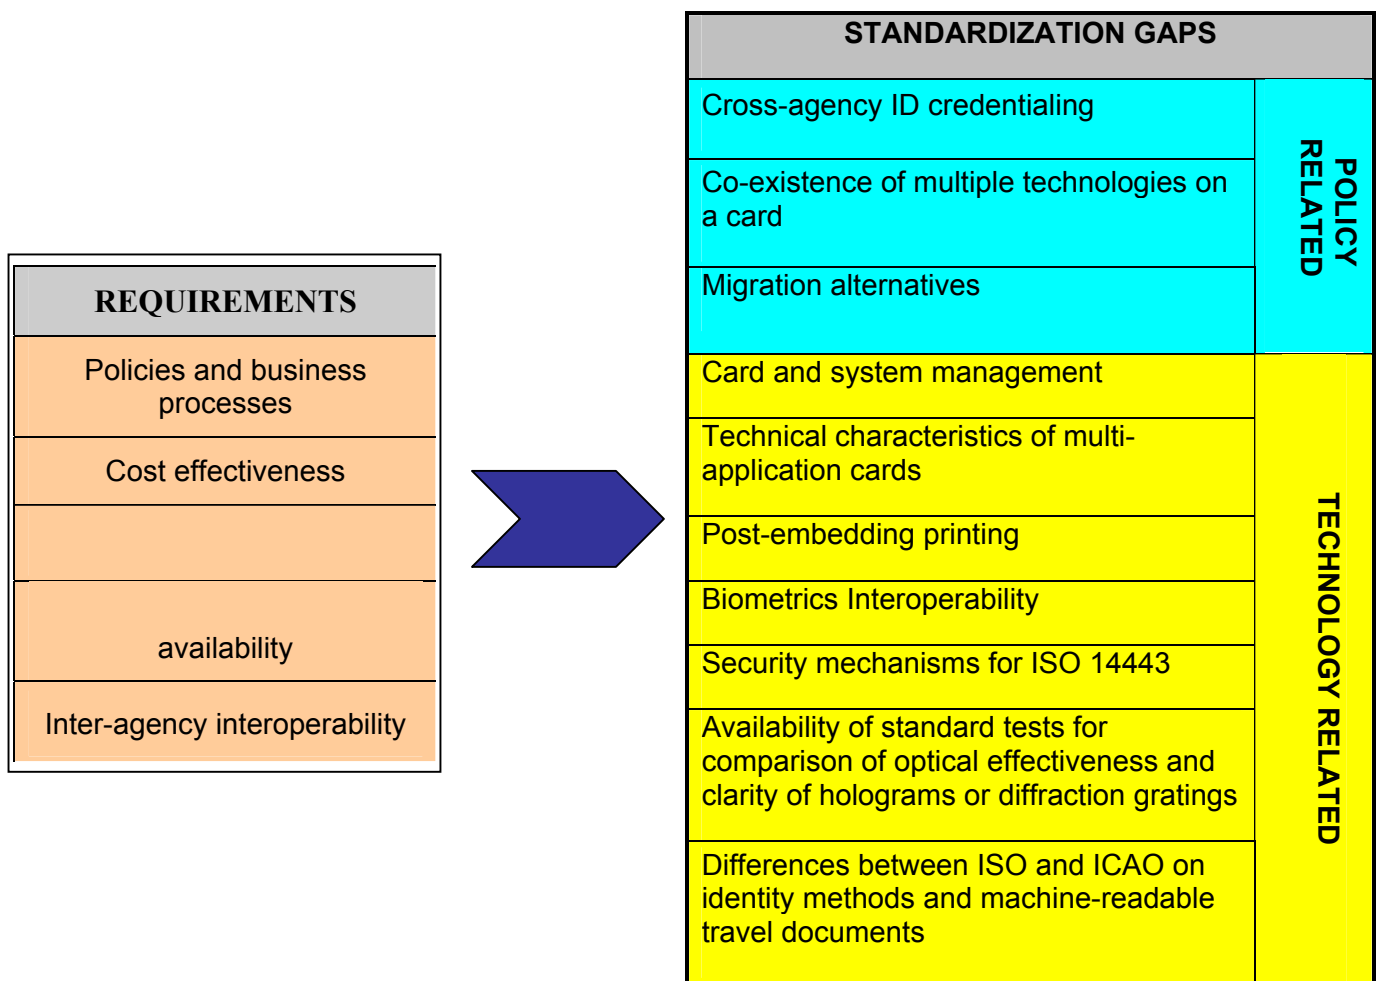 REQUIREMENTS
Policies and business
processes
Cost effectiveness
availability
Inter-agency interoperability
STANDARDIZATION GAPS
Cross-agency ID credentialing
Co-existence of multiple technologies on
a card
Migration alternatives
POLICY
RELATED
Card and system management
Technical characteristics of multi-
application cards
Post-embedding printing
Biometrics Interoperability
Security mechanisms for ISO 14443
Availability of standard tests for
comparison of optical effectiveness and
clarity of holograms or diffraction gratings
Differences between ISO and ICAO on
identity methods and machine-readable
travel documents
TECHNOLOGY RELATED